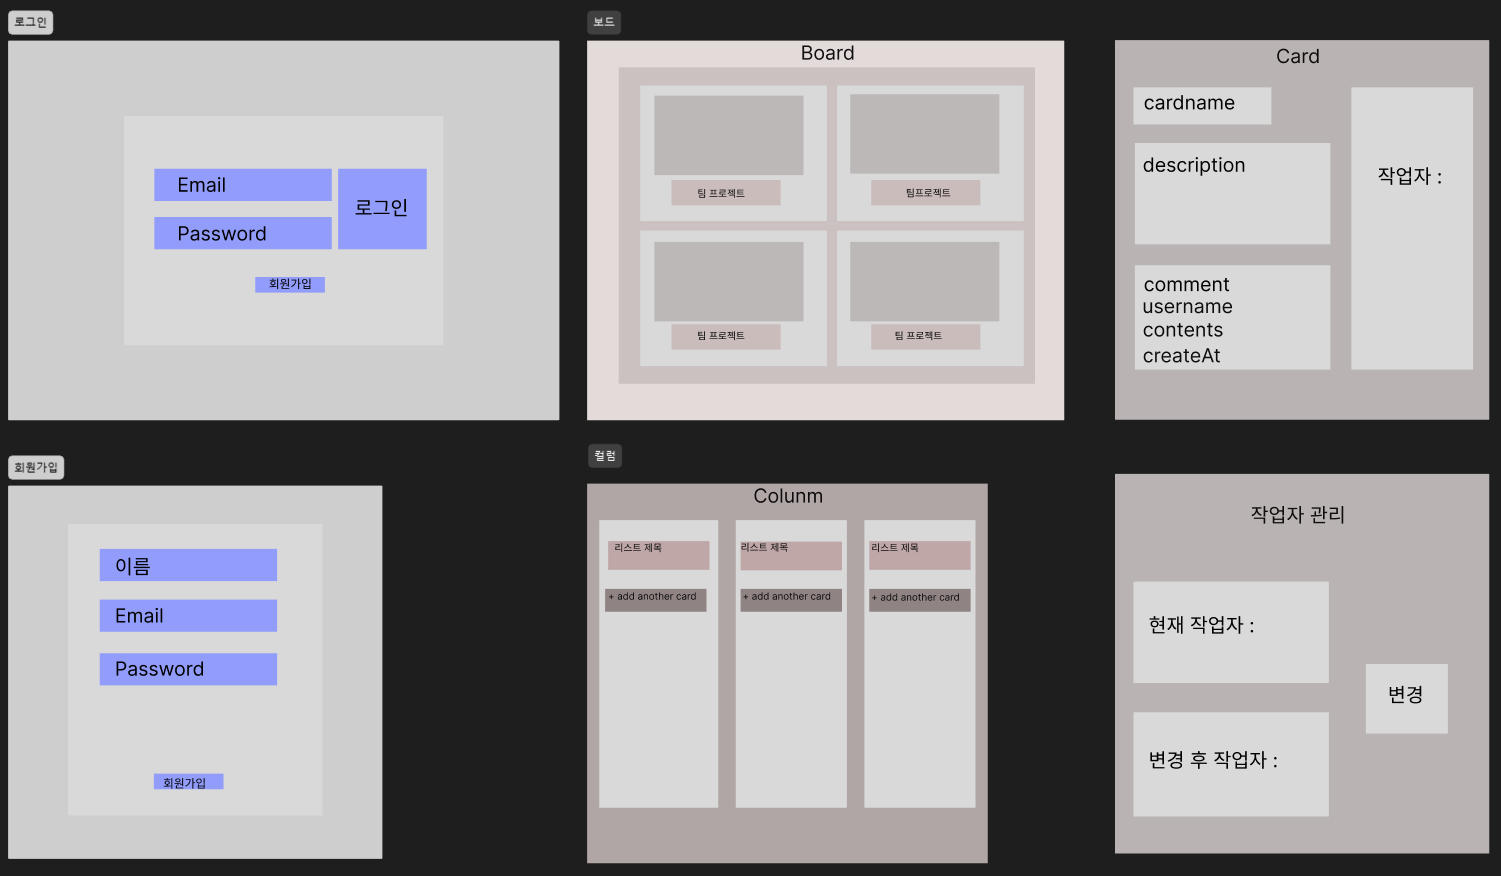 로그인
Email
Password
로그인
회원가입
보드
Board
팀 프로젝트
팀프로젝트
팀 프로젝트
팀 프로젝트
Card
cardname
description
comment
username
contents
createAt
작업자 :
회원가입
이름
Email
Password
회원가입
컬럼
Colunm
리스트 제목
+ add another card
리스트 제목
+ add another card
리스트 제목
+ add another card
작업자 관리
현재 작업자 :
변경 후 작업자 :
변경